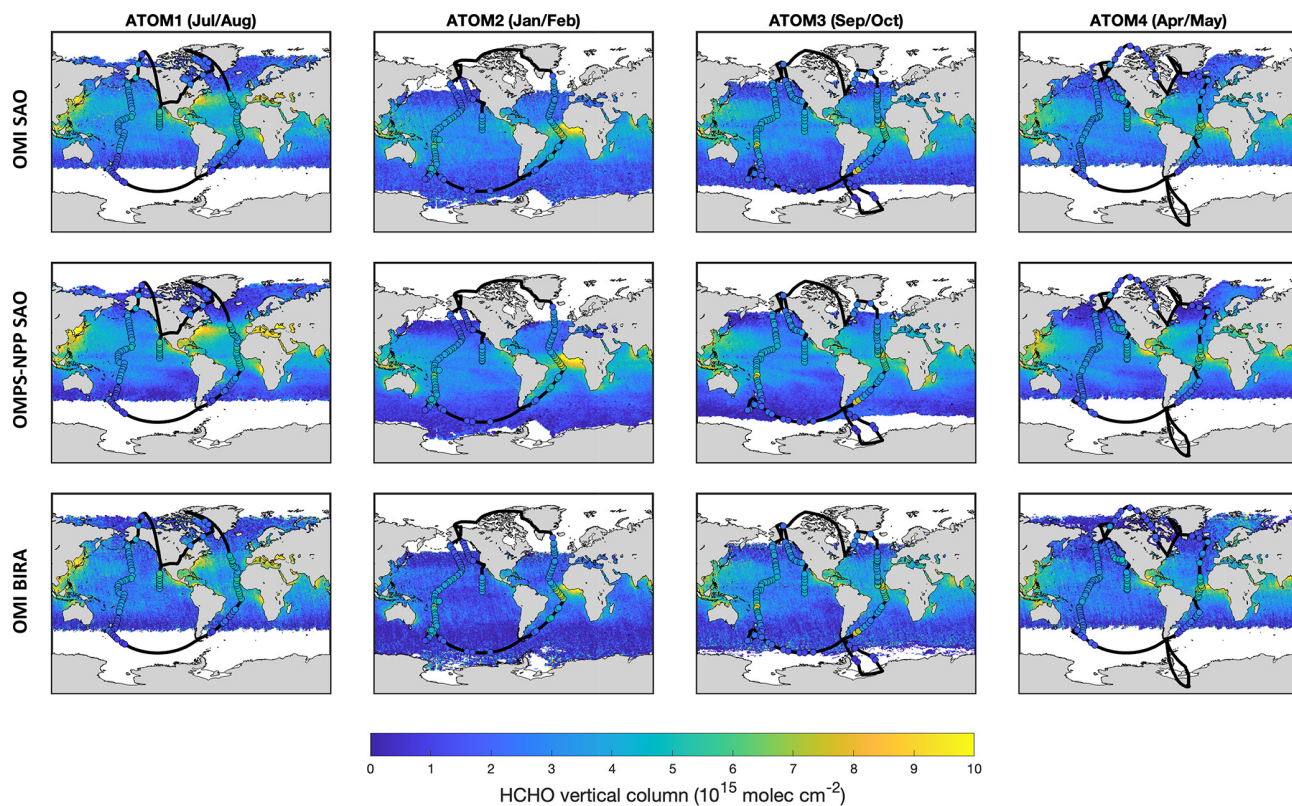 ATOM1 (Jul/Aug) ATOM2 (Jan/Feb) ATOM3 (Sep/Oct) ATOM4 (Apr/May)
OMI SAO
OMPS-NPP SAO
OMI BIRA
0 1 2 3 4 5 6 7 8 9 10
HCHO vertical column (10¹⁵ molec cm⁻²)